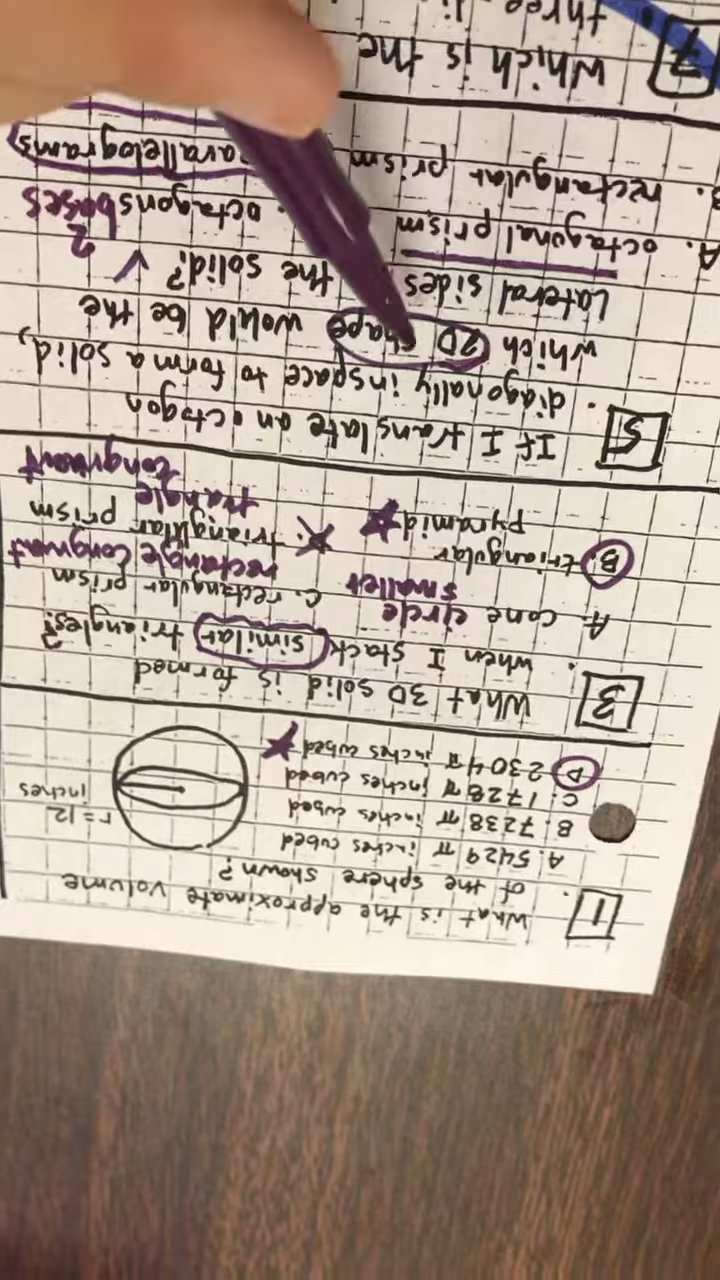 1. What is the approximate volume
of the sphere shown?
A. 5429 π inches cubed
B. 7238 π inches cubed
C. 1728 π inches cubed
D. 2304 π inches cubed
r = 12
inches
3. What 3D solid is formed
when I stack similar triangles?
A. cone circle
smaller
B. triangular
pyramid
C. rectangular prism
rectangle congruent
triangular prism
triangle
congruent
5. If I translate an octagon
diagonally in space to form a solid,
which 2D shape would be the
Lateral sides the solid?
A. octagonal prism
B. rectangular prism
octagons bases
2
parallelograms
7. Which is the
three